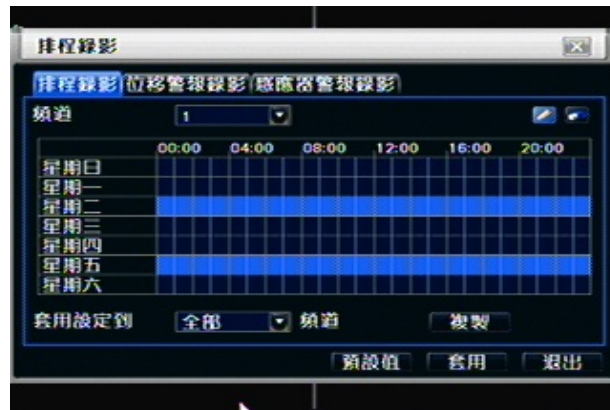 排程錄影
排程錄影 位移警報錄影 感應器警報錄影
頻道 1
00:00 04:00 08:00 12:00 16:00 20:00
星期日
星期一
星期二
星期三
星期四
星期五
星期六
套用設定到 全部 頻道 複製
預設值 套用 退出